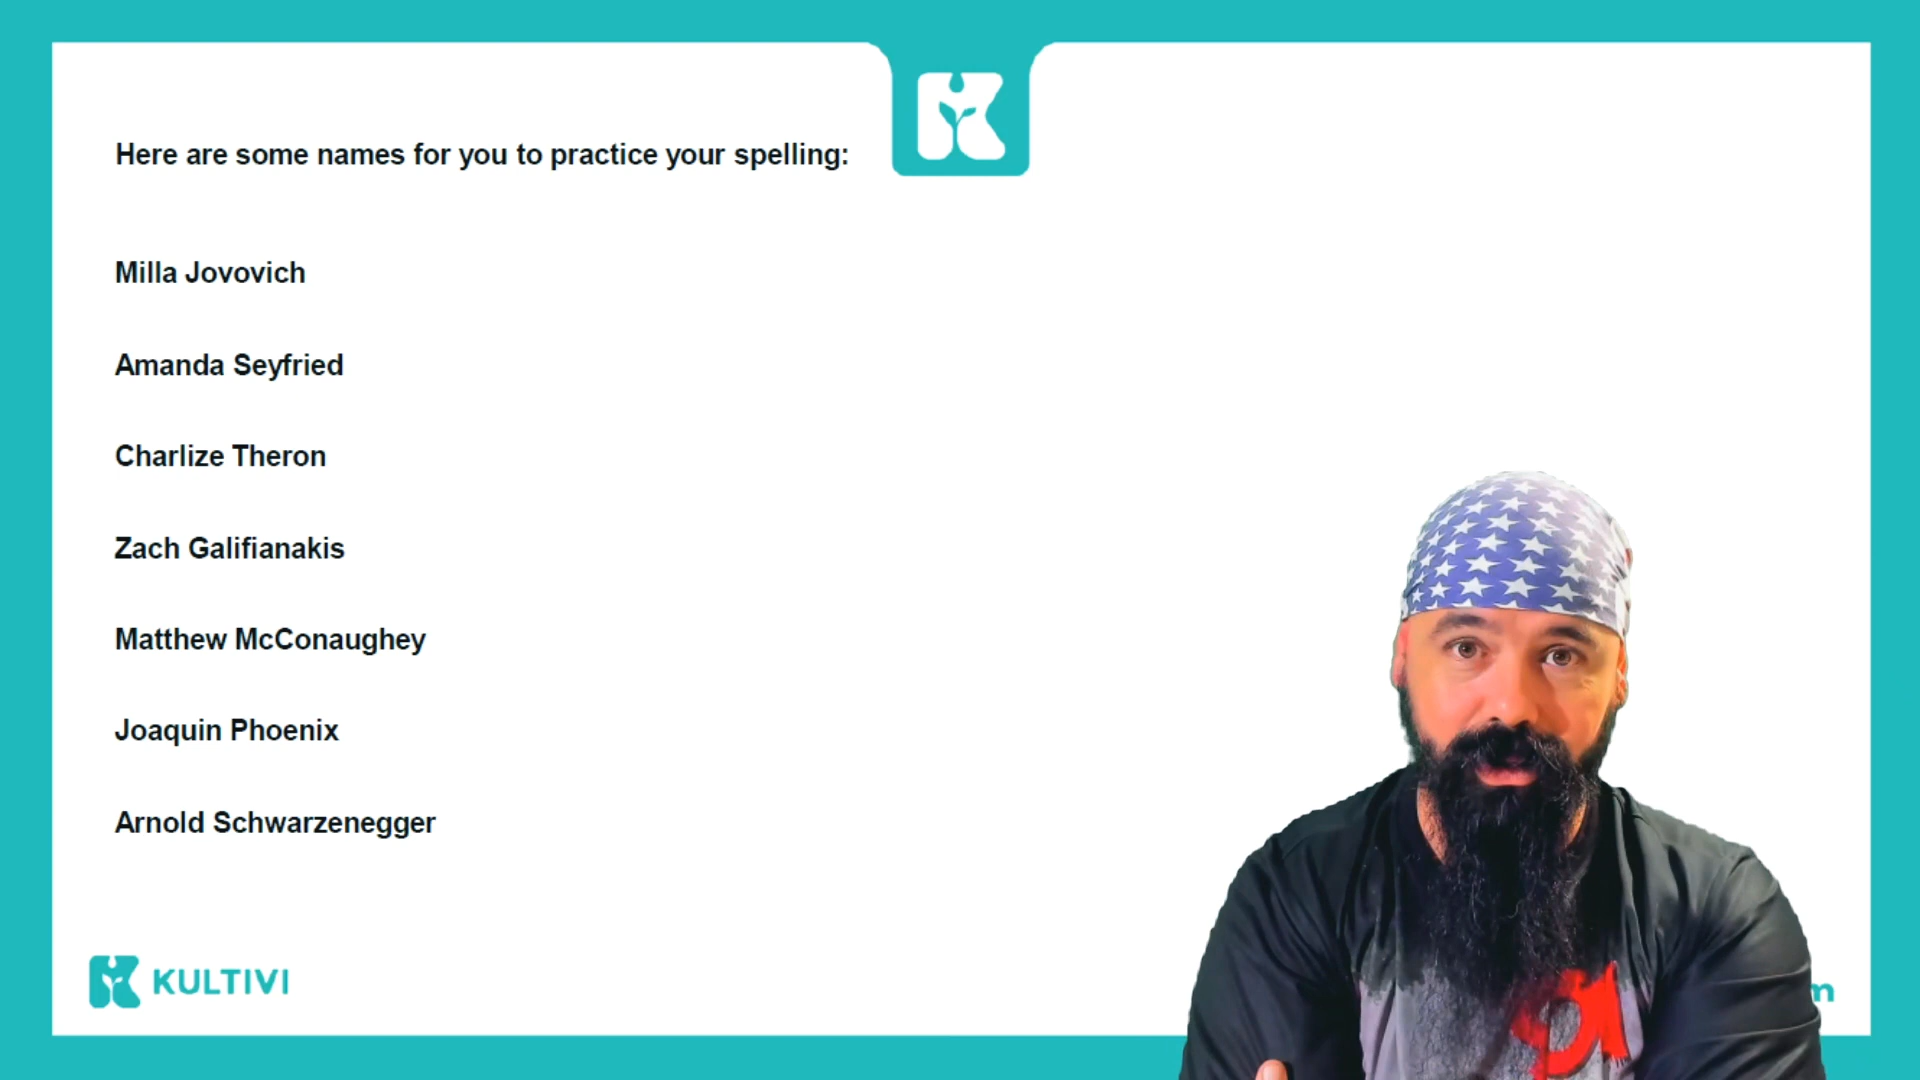 Here are some names for you to practice your spelling:
Milla Jovovich
Amanda Seyfried
Charlize Theron
Zach Galifianakis
Matthew McConaughey
Joaquin Phoenix
Arnold Schwarzenegger
KULTIVI